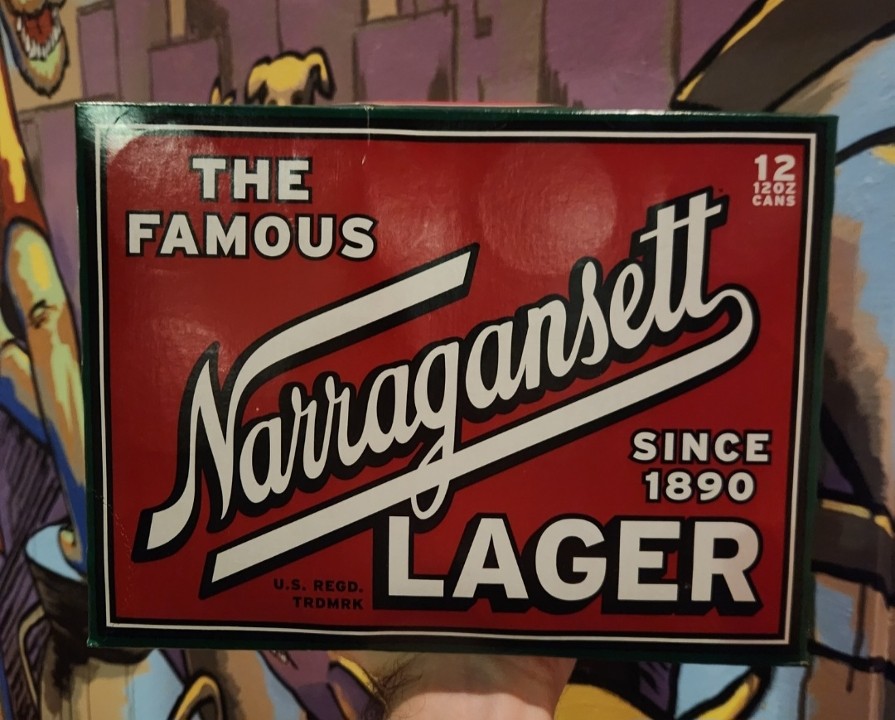 THE
FAMOUS
12
12OZ
CANS
Narragansett
SINCE
1890
LAGER
U.S. REGD.
TRDMRK